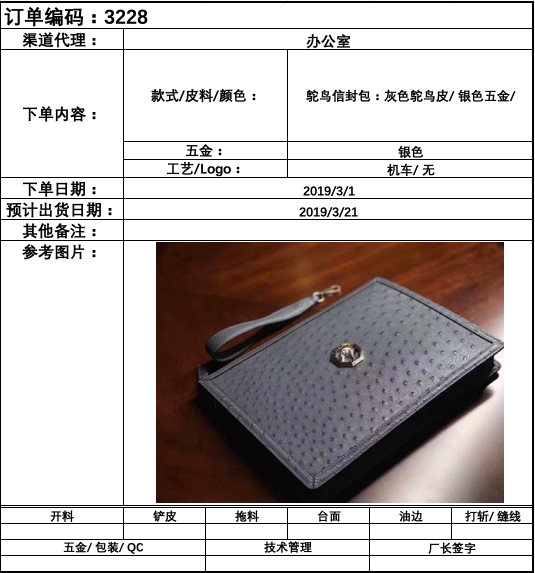 订单编码：3228
渠道代理： 办公室
下单内容： 款式/皮料/颜色： 鸵鸟信封包：灰色鸵鸟皮/ 银色五金/
五金： 银色
工艺/Logo： 机车/ 无
下单日期： 2019/3/1
预计出货日期： 2019/3/21
其他备注：
参考图片：
开料 铲皮 拖料 台面 油边 打斩/ 缝线
五金/ 包装/ QC 技术管理 厂长签字